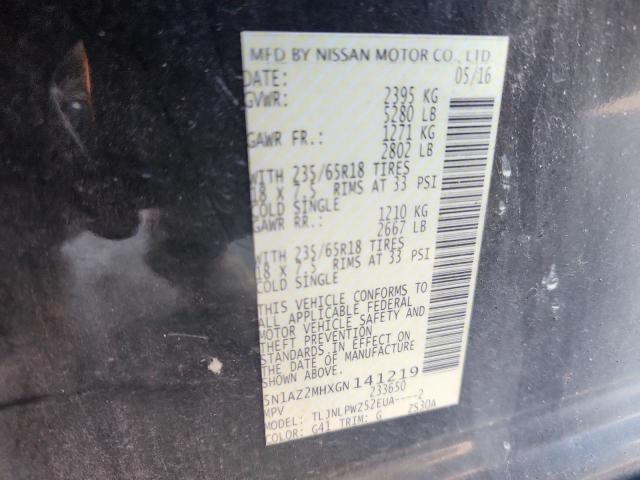 MFD BY NISSAN MOTOR CO., LTD.
DATE: 05/16
GVWR: 2395 KG
5280 LB
GAWR FR.: 1271 KG
2802 LB
WITH 235/65R18 TIRES
18 X 7.5 RIMS AT 33 PSI
COLD SINGLE
GAWR RR.: 1210 KG
2667 LB
WITH 235/65R18 TIRES
18 X 7.5 RIMS AT 33 PSI
COLD SINGLE
THIS VEHICLE CONFORMS TO
ALL APPLICABLE FEDERAL
MOTOR VEHICLE SAFETY AND
THEFT PREVENTION
STANDARDS IN EFFECT ON
THE DATE OF MANUFACTURE
SHOWN ABOVE.
5N1AZ2MHXGN141219
MPV 233650
MODEL: TLJNLPWZ52EUA----2
COLOR: G41 TRIM: G ZS30A